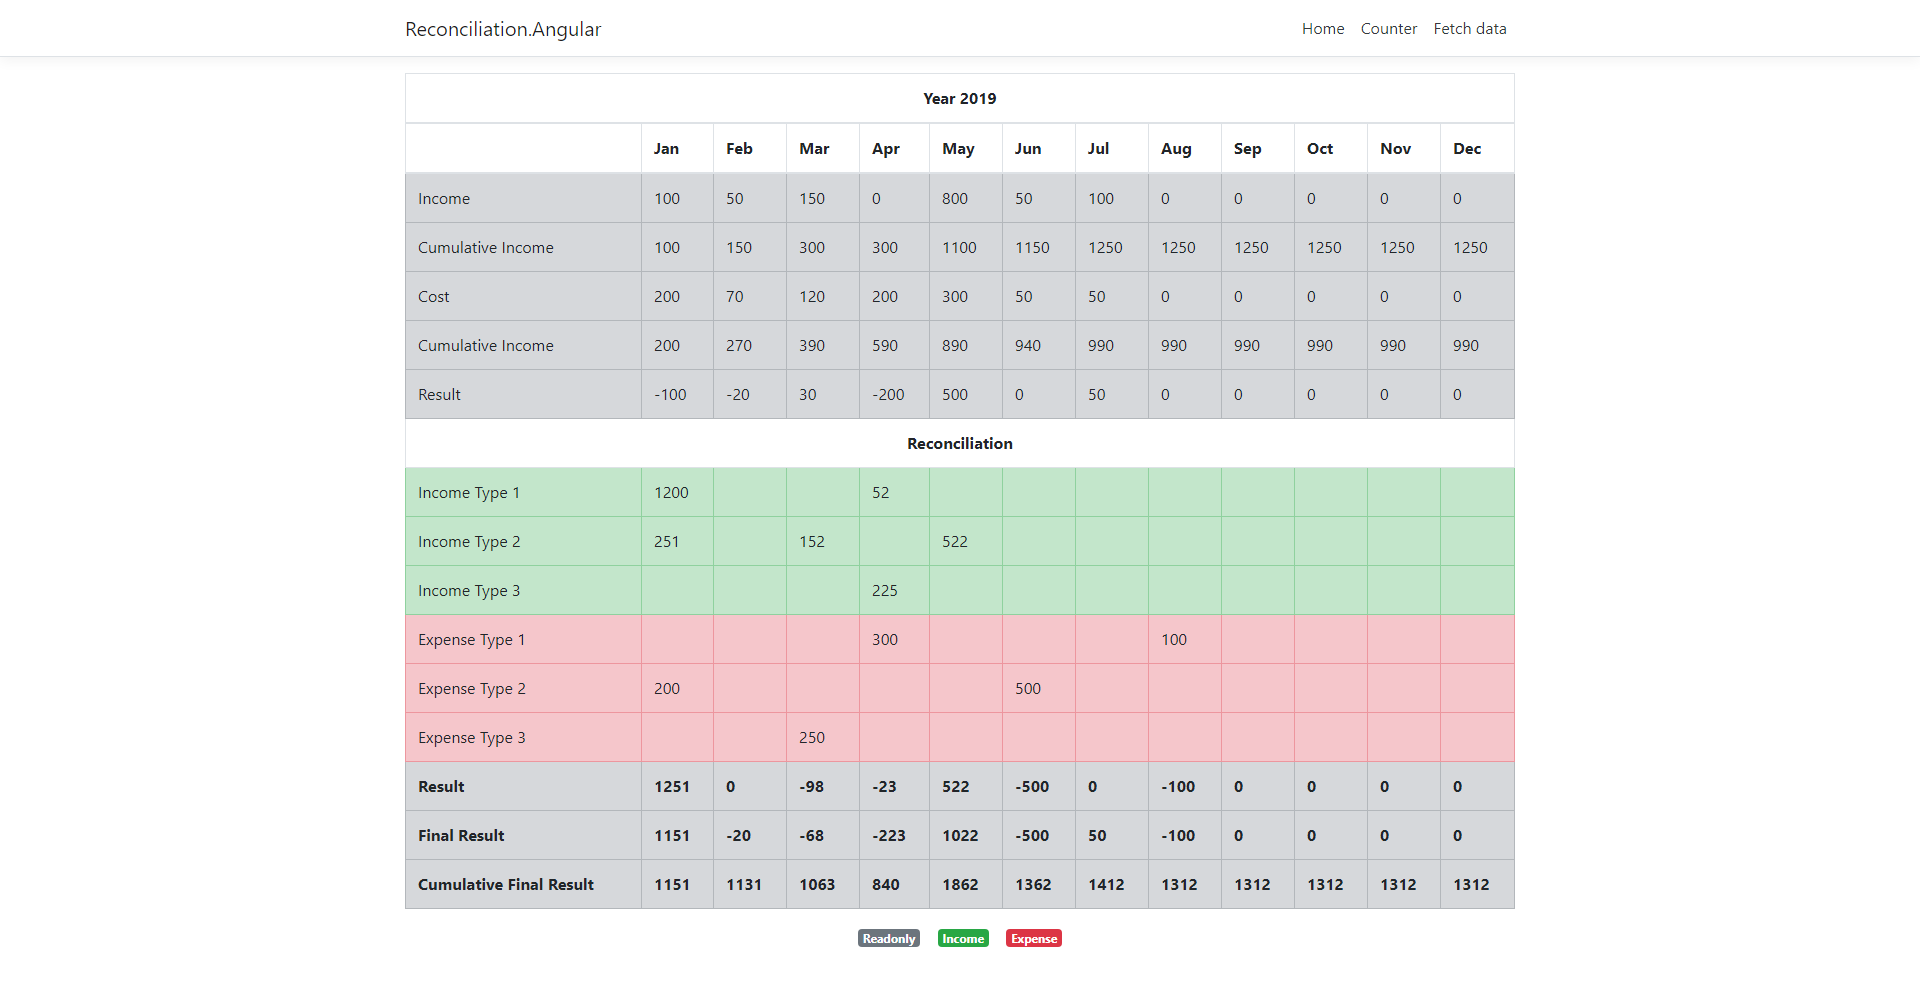 Reconciliation.Angular Home Counter Fetch data
Year 2019
Jan Feb Mar Apr May Jun Jul Aug Sep Oct Nov Dec
Income 100 50 150 0 800 50 100 0 0 0 0 0
Cumulative Income 100 150 300 300 1100 1150 1250 1250 1250 1250 1250 1250
Cost 200 70 120 200 300 50 50 0 0 0 0 0
Cumulative Income 200 270 390 590 890 940 990 990 990 990 990 990
Result -100 -20 30 -200 500 0 50 0 0 0 0 0
Reconciliation
Income Type 1 1200 52
Income Type 2 251 152 522
Income Type 3 225
Expense Type 1 300 100
Expense Type 2 200 500
Expense Type 3 250
Result 1251 0 -98 -23 522 -500 0 -100 0 0 0 0
Final Result 1151 -20 -68 -223 1022 -500 50 -100 0 0 0 0
Cumulative Final Result 1151 1131 1063 840 1862 1362 1412 1312 1312 1312 1312 1312
Readonly Income Expense